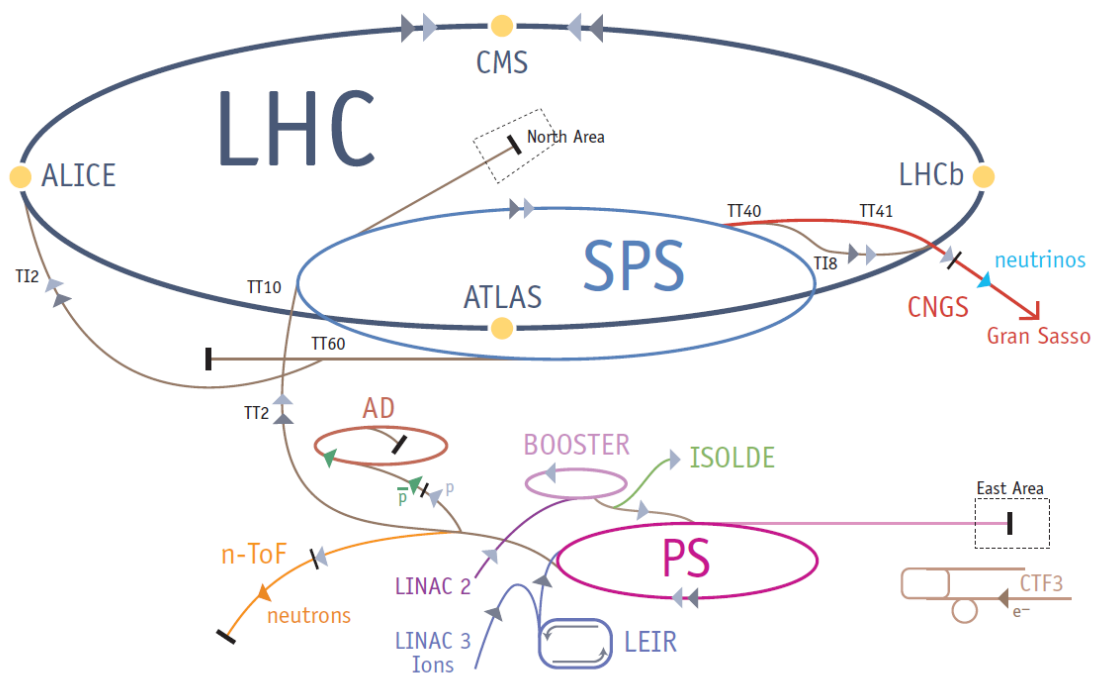 CMS
LHC
North Area
ALICE
LHCb
TT40
TT41
SPS
TI8
TI2
TT10
neutrinos
ATLAS
CNGS
Gran Sasso
TT60
TT2
AD
BOOSTER
ISOLDE
p
p̅
East Area
n-ToF
PS
LINAC 2
CTF3
neutrons
e⁻
LINAC 3
Ions
LEIR